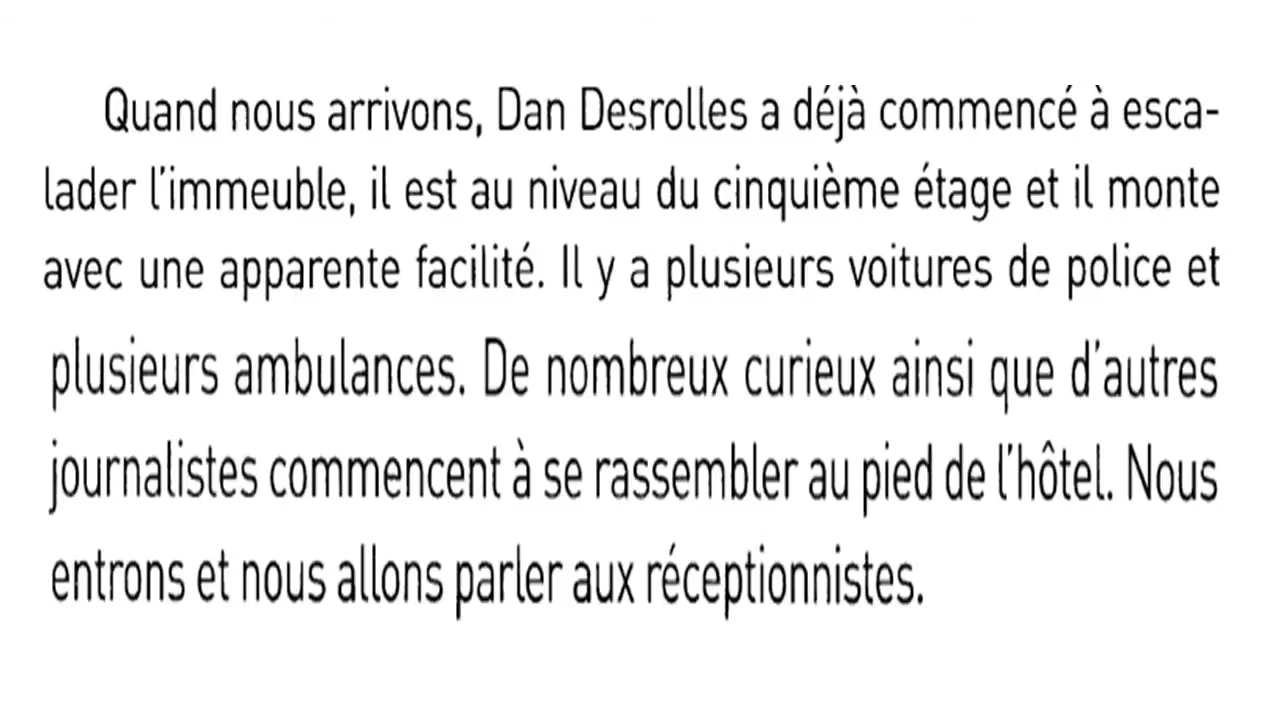 Quand nous arrivons, Dan Desrolles a déjà commencé à esca-
lader l'immeuble, il est au niveau du cinquième étage et il monte
avec une apparente facilité. Il y a plusieurs voitures de police et
plusieurs ambulances. De nombreux curieux ainsi que d'autres
journalistes commencent à se rassembler au pied de l'hôtel. Nous
entrons et nous allons parler aux réceptionnistes.